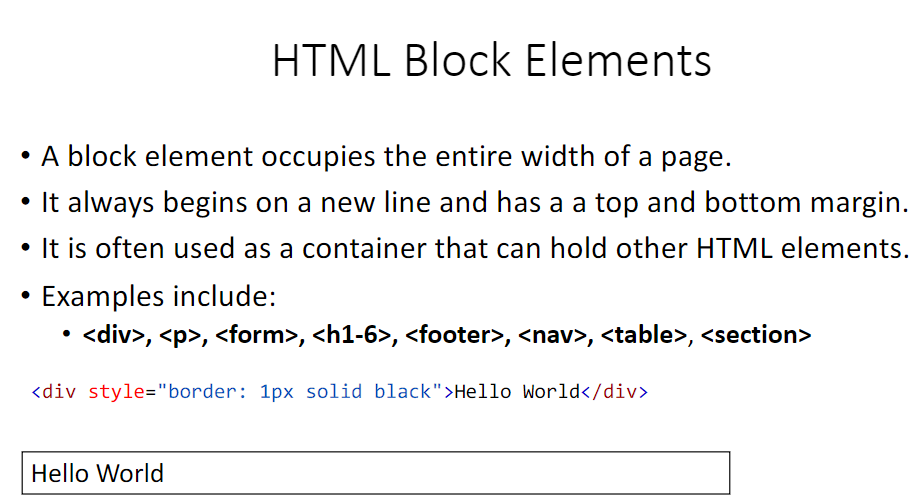 HTML Block Elements
• A block element occupies the entire width of a page.
• It always begins on a new line and has a a top and bottom margin.
• It is often used as a container that can hold other HTML elements.
• Examples include:
• <div>, <p>, <form>, <h1-6>, <footer>, <nav>, <table>, <section>
<div style="border: 1px solid black">Hello World</div>
Hello World